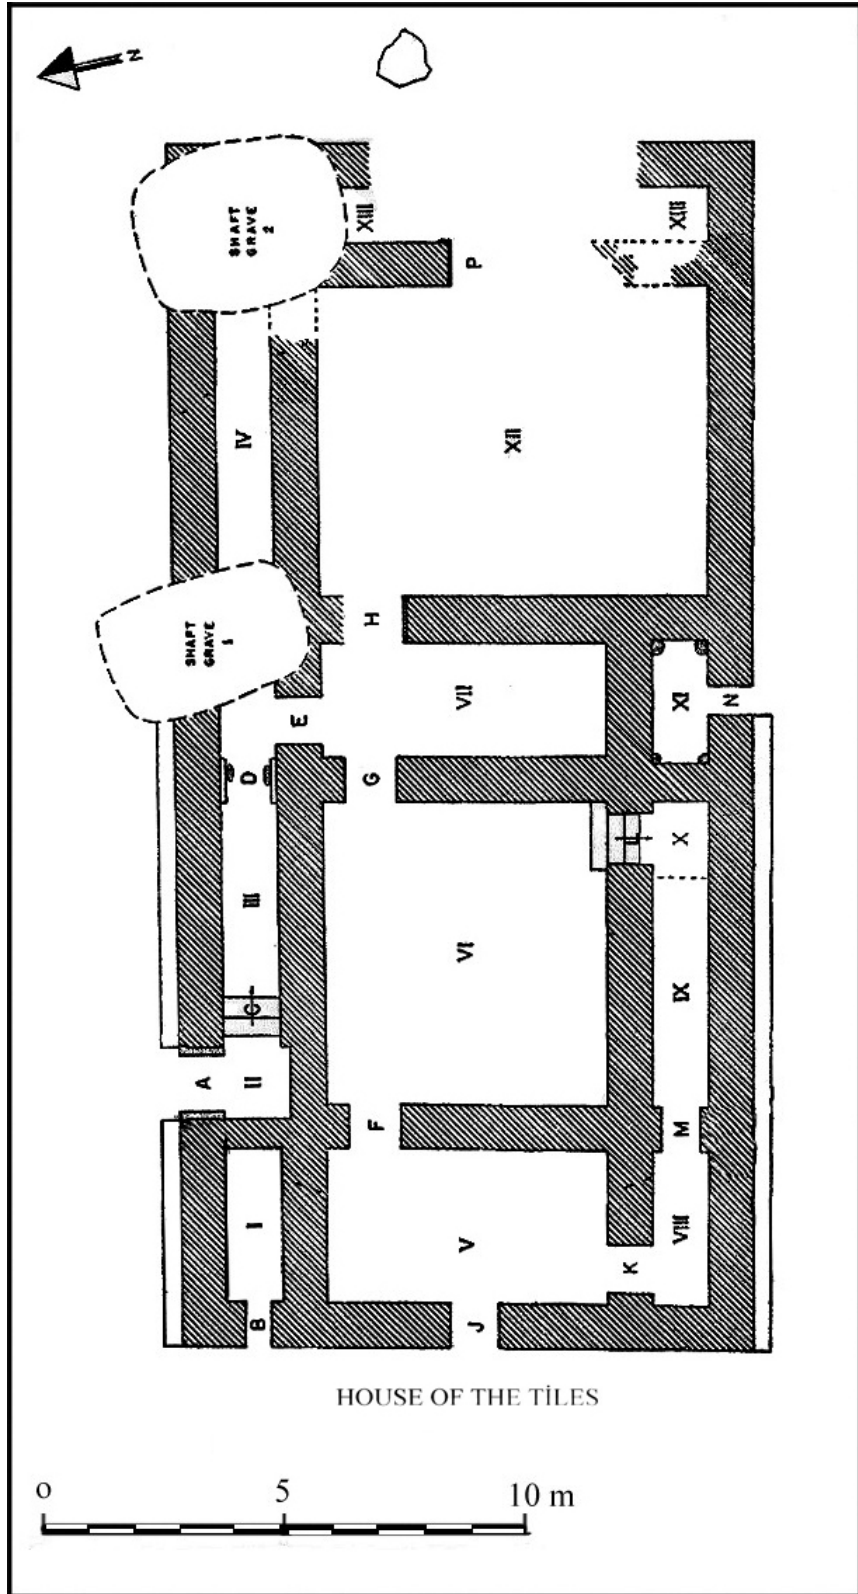 N
SHAFT
GRAVE
2
XIII
XIII
P
IV
XII
SHAFT
GRAVE
1
H
E
VII
XI
N
D
G
L
X
III
VI
IX
C
A
II
F
M
I
V
VIII
K
B
J
HOUSE OF THE TİLES
o 5 10 m